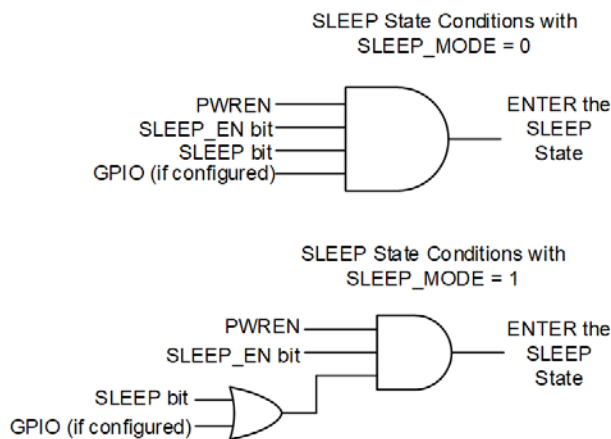 SLEEP State Conditions with
SLEEP_MODE = 0
PWREN
SLEEP_EN bit
SLEEP bit
GPIO (if configured)
ENTER the
SLEEP
State
SLEEP State Conditions with
SLEEP_MODE = 1
PWREN
SLEEP_EN bit
SLEEP bit
GPIO (if configured)
ENTER the
SLEEP
State